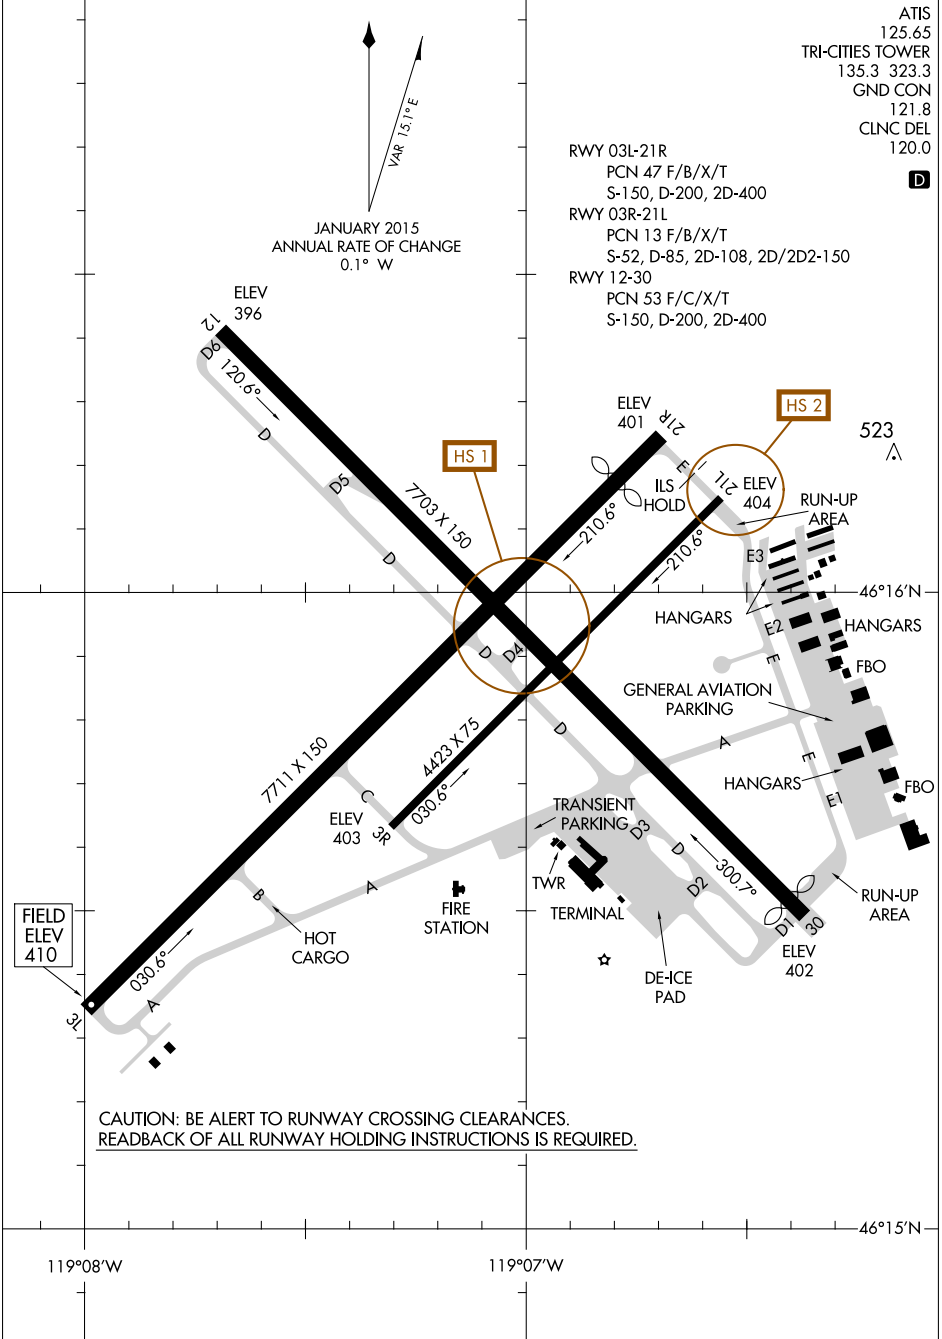 ATIS
125.65
TRI-CITIES TOWER
135.3 323.3
GND CON
121.8
CLNC DEL
120.0
D
VAR 15.1° E
JANUARY 2015
ANNUAL RATE OF CHANGE
0.1° W
RWY 03L-21R
PCN 47 F/B/X/T
S-150, D-200, 2D-400
RWY 03R-21L
PCN 13 F/B/X/T
S-52, D-85, 2D-108, 2D/2D2-150
RWY 12-30
PCN 53 F/C/X/T
S-150, D-200, 2D-400
ELEV
396
12
D6
120.6°
D
D5
7703 X 150
D
HS 1
ELEV
401
21R
HS 2
523
E
ILS
HOLD
21L
ELEV
404
RUN-UP
AREA
210.6°
210.6°
E3
46°16'N
HANGARS
E2
HANGARS
E
FBO
D
D4
GENERAL AVIATION
PARKING
D
A
7711 X 150
4423 X 75
E
HANGARS
FBO
E1
C
030.6°
ELEV
403
3R
TRANSIENT
PARKING
D3
D
300.7°
TWR
D2
B
A
FIRE
STATION
TERMINAL
RUN-UP
AREA
FIELD
ELEV
410
HOT
CARGO
D1
30
ELEV
402
030.6°
A
3L
DE-ICE
PAD
CAUTION: BE ALERT TO RUNWAY CROSSING CLEARANCES.
READBACK OF ALL RUNWAY HOLDING INSTRUCTIONS IS REQUIRED.
46°15'N
119°08'W
119°07'W